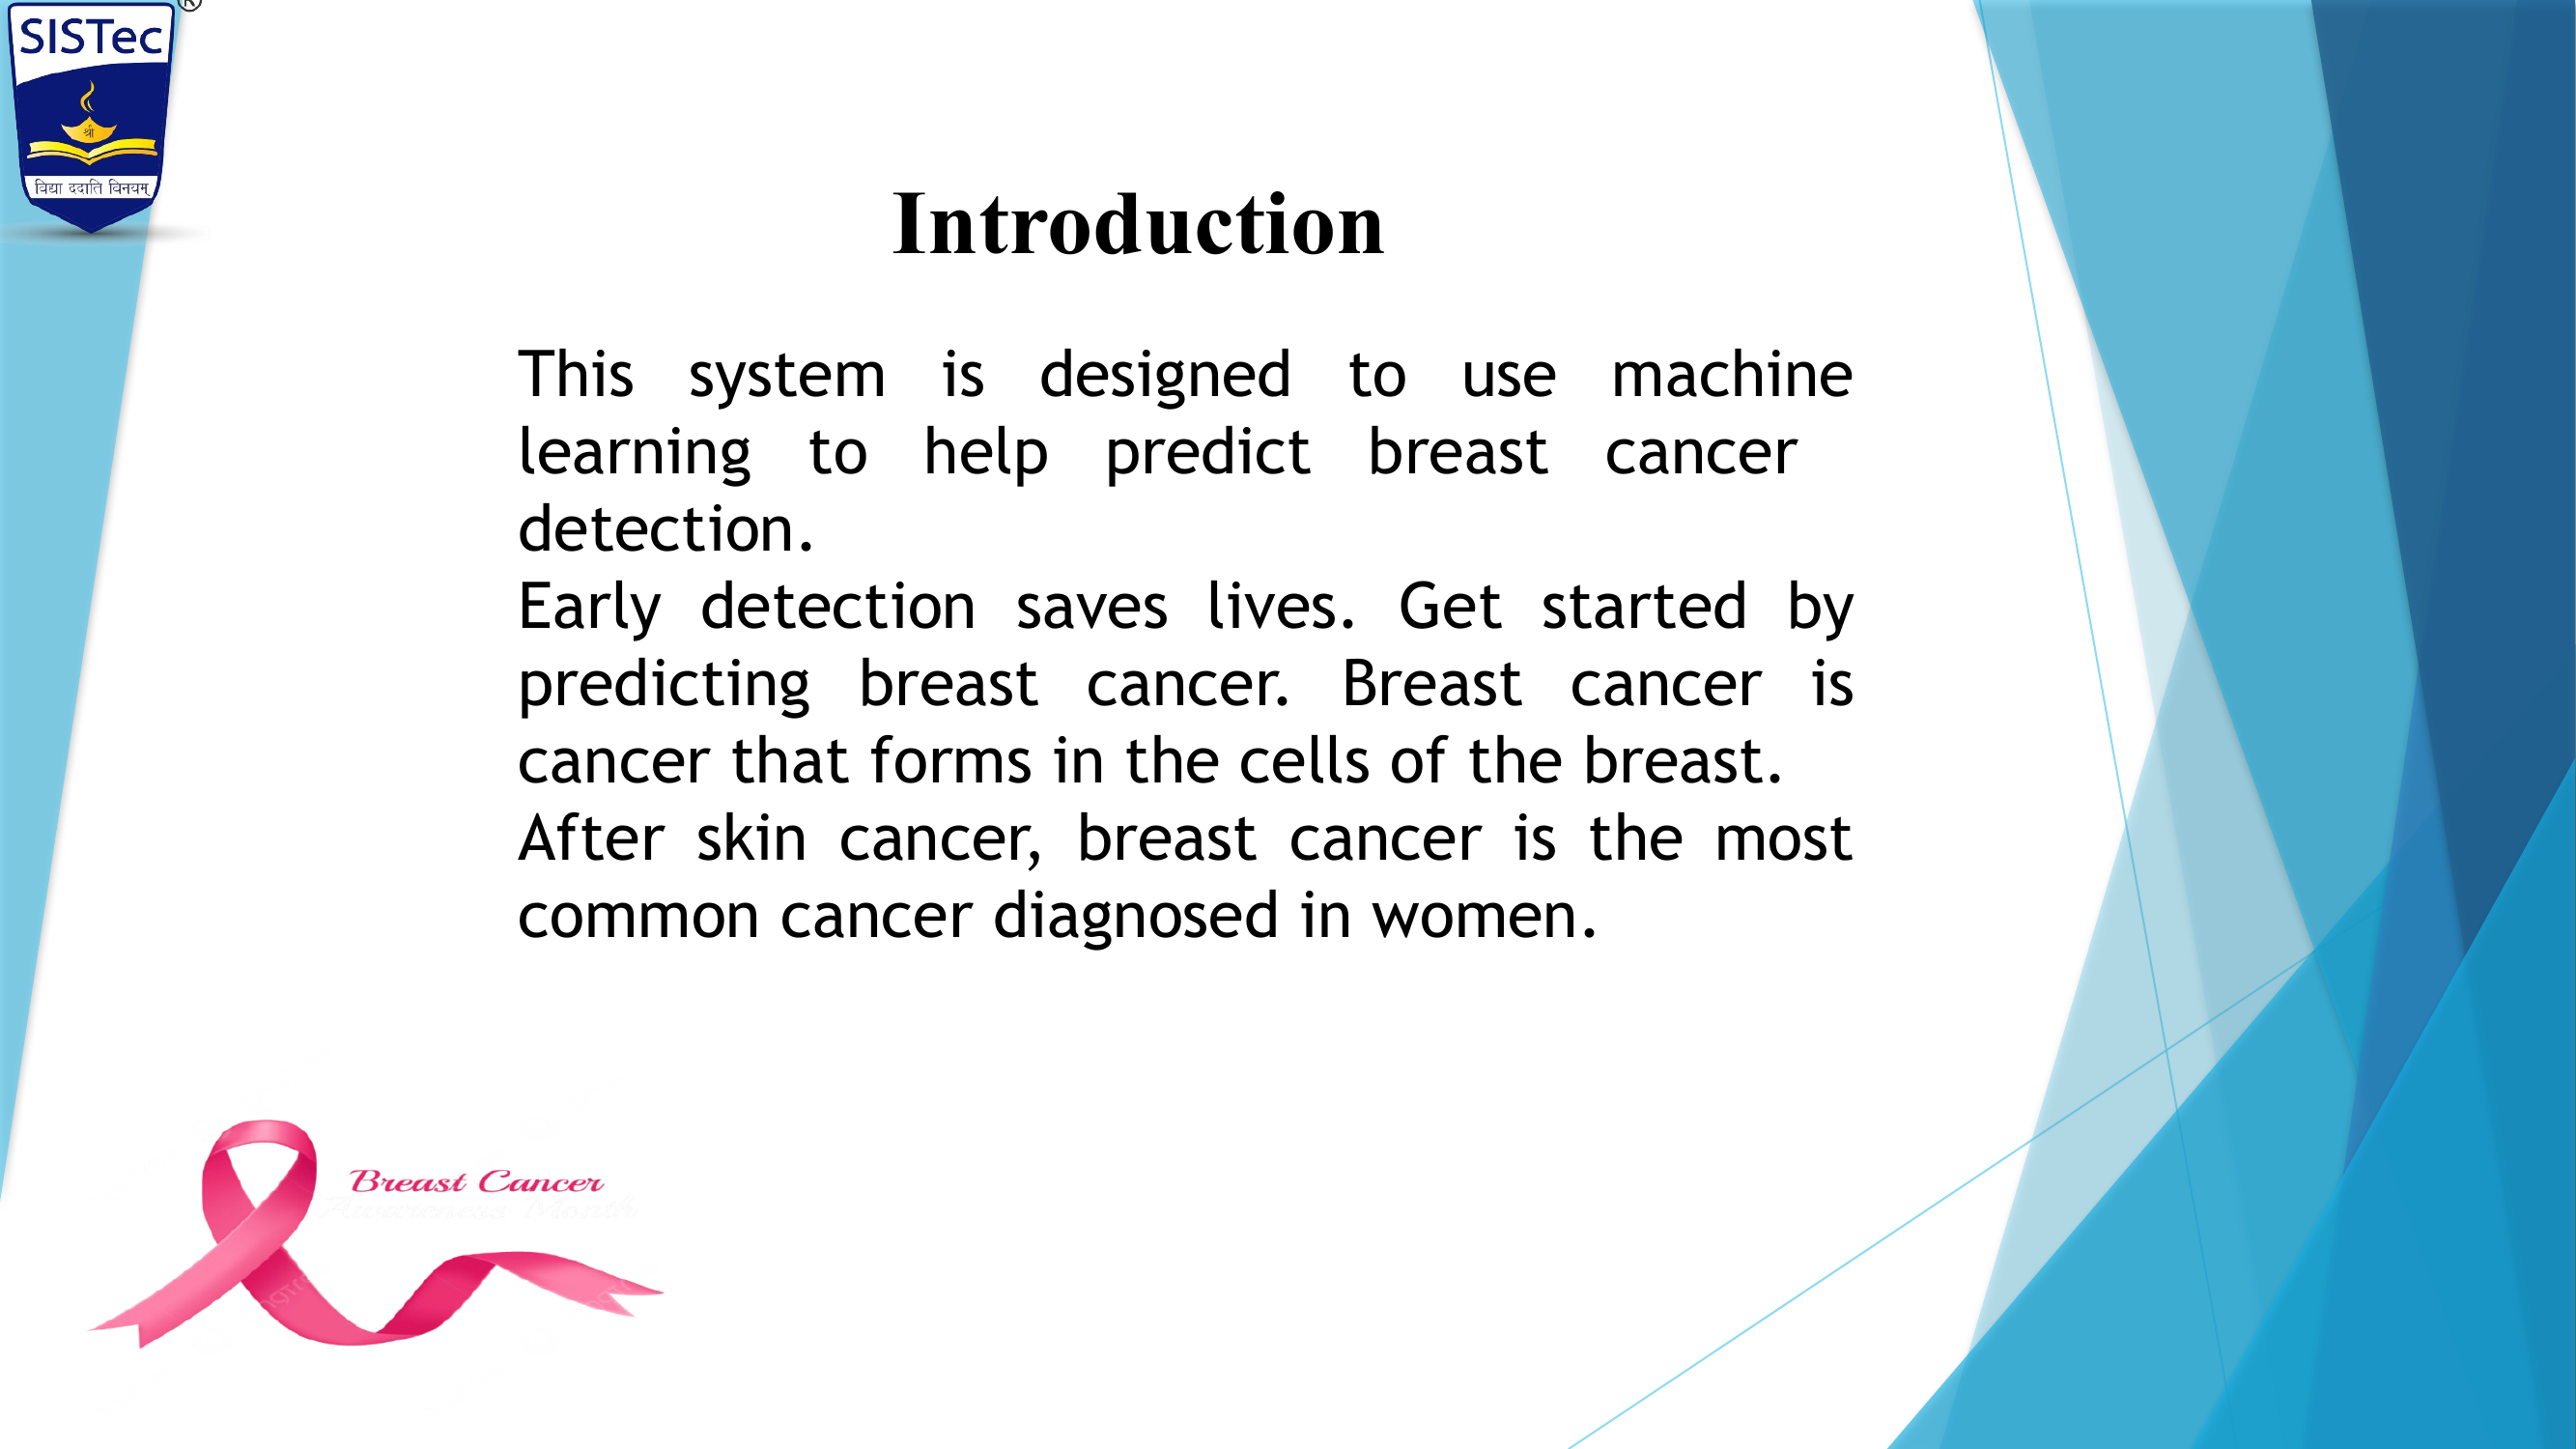 ®
SISTec
श्री
विद्या ददाति विनयम्
Introduction
This system is designed to use machine
learning to help predict breast cancer
detection.
Early detection saves lives. Get started by
predicting breast cancer. Breast cancer is
cancer that forms in the cells of the breast.
After skin cancer, breast cancer is the most
common cancer diagnosed in women.
Breast Cancer
Awareness Month